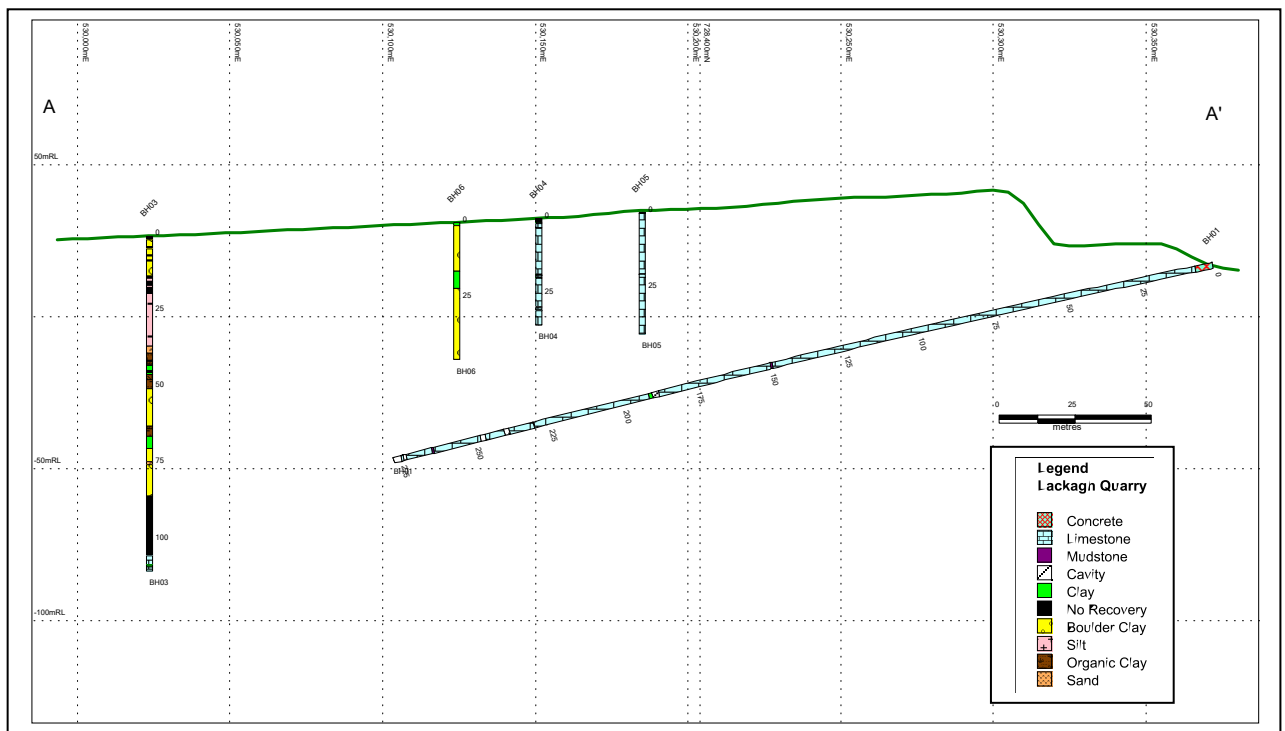 530,000mE
530,050mE
530,100mE
530,150mE
530,200mE
728,400mN
530,250mE
530,300mE
530,350mE
A
A'
50mRL
BH03
BH06
BH04
BH05
BH01
0
0
0
0
0
25
25
25
25
25
50
50
75
75
100
100
125
150
175
200
225
250
BH04
BH05
BH06
BH03
BH01
-50mRL
-100mRL
0
25
50
metres
Legend
Lackagh Quarry
Concrete
Limestone
Mudstone
Cavity
Clay
No Recovery
Boulder Clay
Silt
Organic Clay
Sand